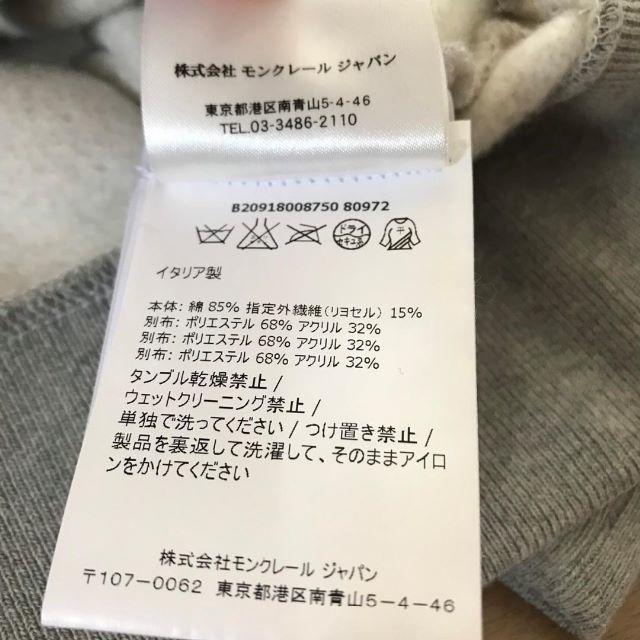 株式会社 モンクレール ジャパン
東京都港区南青山5-4-46
TEL.03-3486-2110
B20918008750 80972
ドライ
セキユ系
平
イタリア製
本体: 綿 85% 指定外繊維(リヨセル) 15%
別布: ポリエステル 68% アクリル 32%
別布: ポリエステル 68% アクリル 32%
別布: ポリエステル 68% アクリル 32%
タンブル乾燥禁止 /
ウェットクリーニング禁止 /
単独で洗ってください / つけ置き禁止 /
製品を裏返して洗濯して、そのままアイロ
ンをかけてください
株式会社モンクレール ジャパン
〒107-0062 東京都港区南青山5-4-46